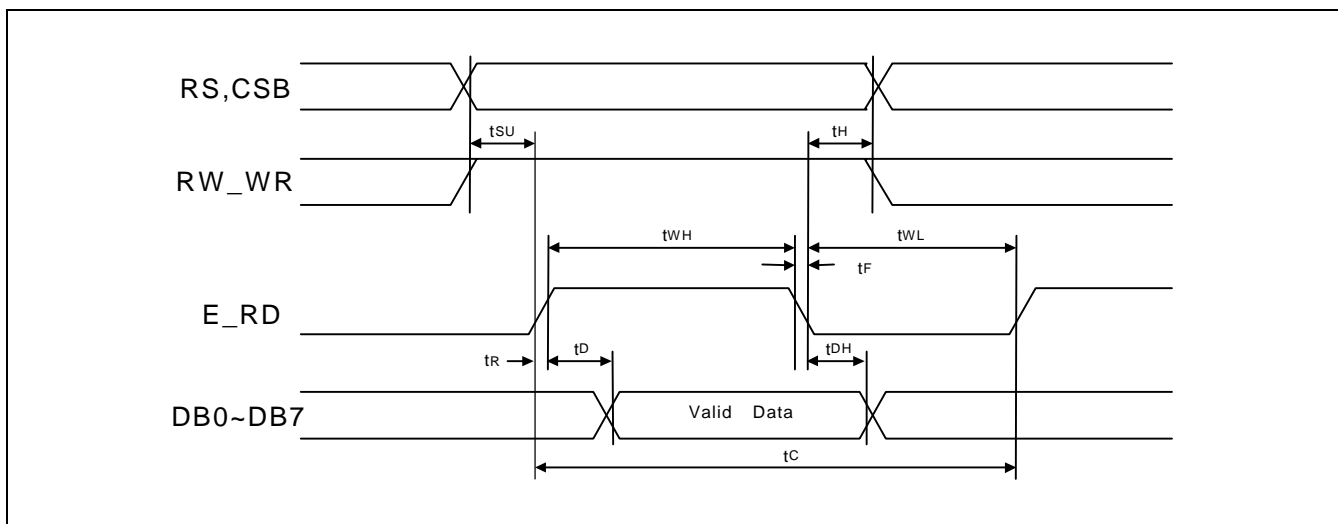 RS,CSB
tSU
tH
RW_WR
tWH
tWL
tF
E_RD
tR
tD
tDH
DB0~DB7
Valid Data
tC